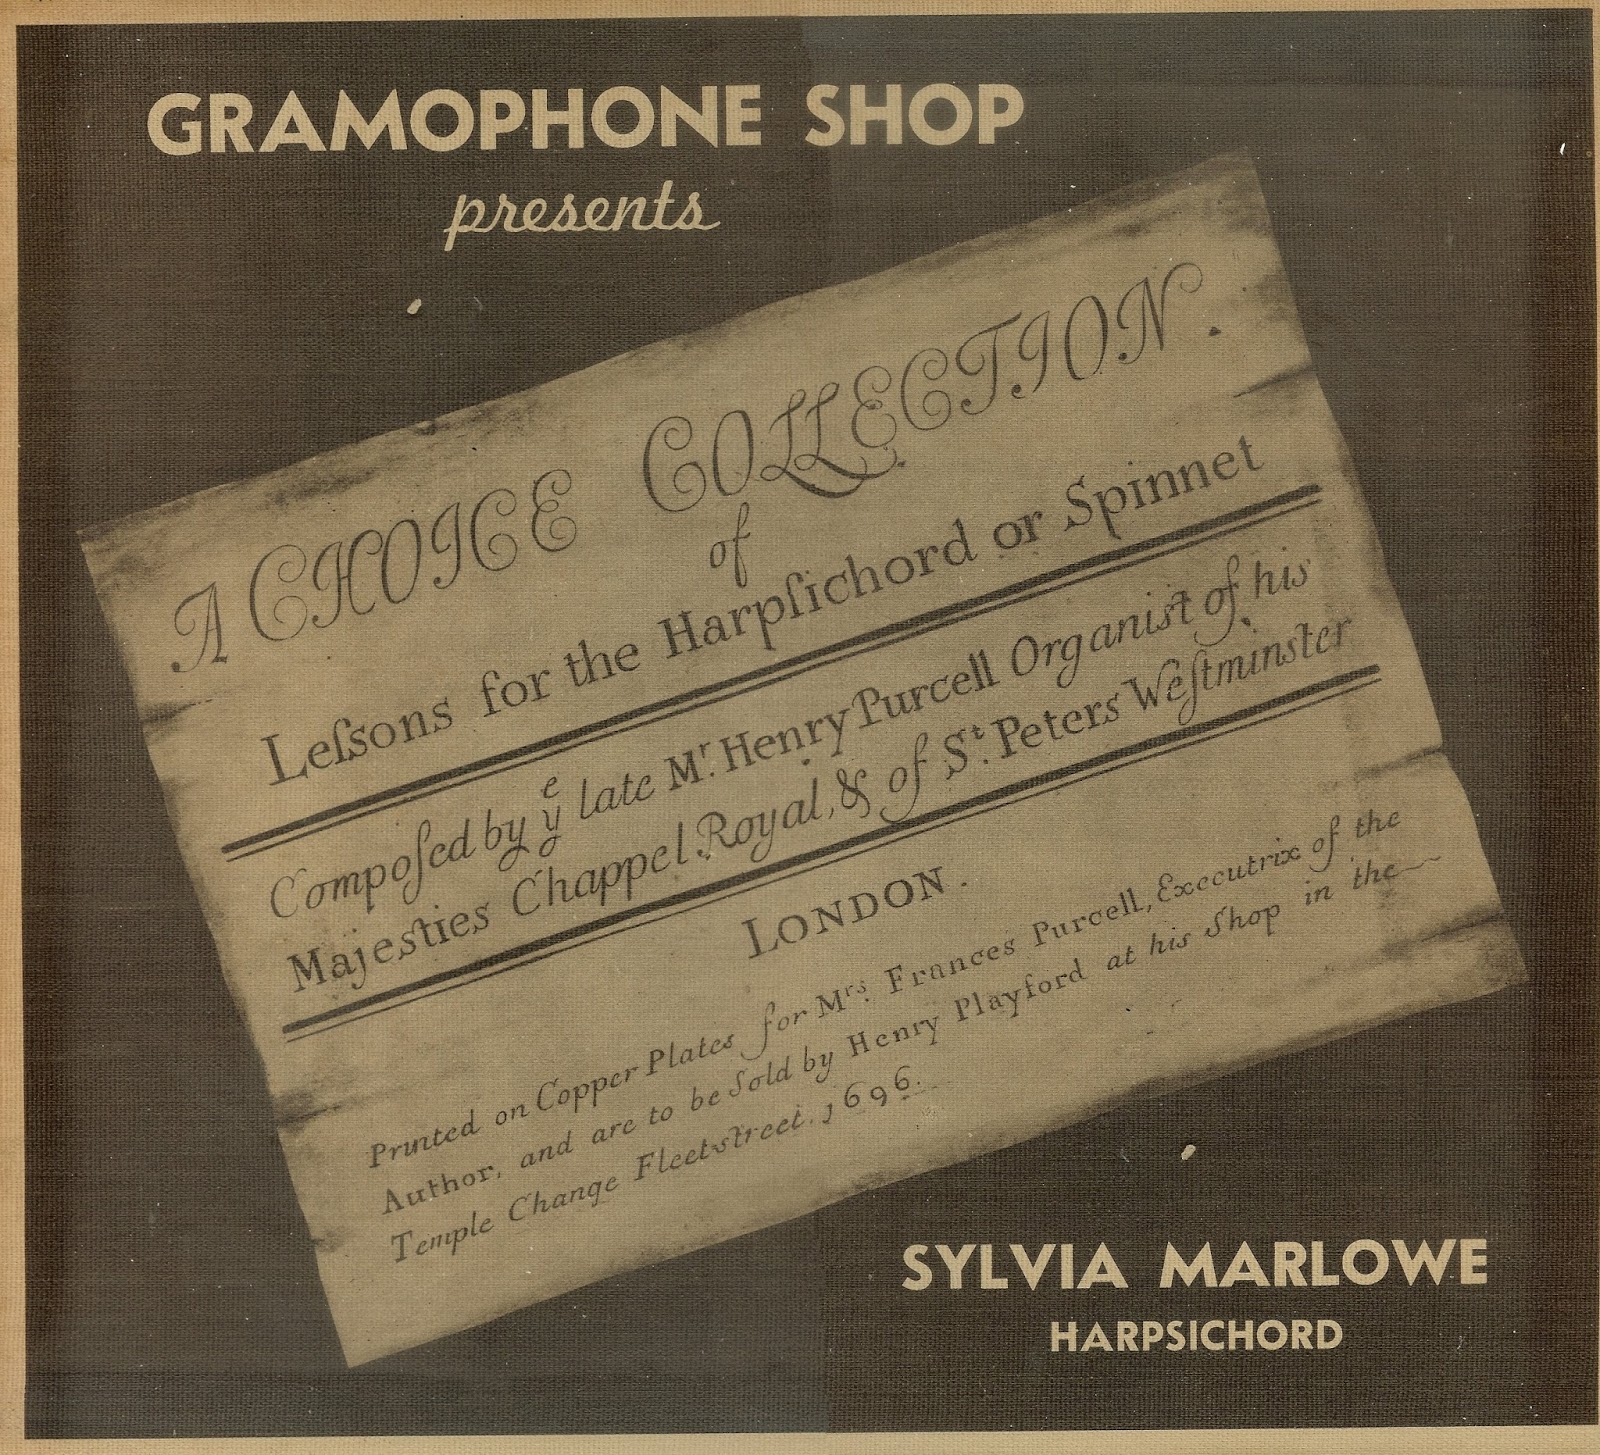 GRAMOPHONE SHOP
presents
A CHOICE COLLECTION.
of
Leſsons for the Harpſichord or Spinnet
Compoſed by yͤ late Mʳ. Henry Purcell Organist of his
Majesties Chappel Royal, & of Sᵗ. Peters Weſtminster
LONDON.
Printed on Copper Plates for Mʳˢ. Frances Purcell, Executrix of the
Author, and are to be Sold by Henry Playford at his Shop in the
Temple Change Fleetstreet. 1696.
SYLVIA MARLOWE
HARPSICHORD